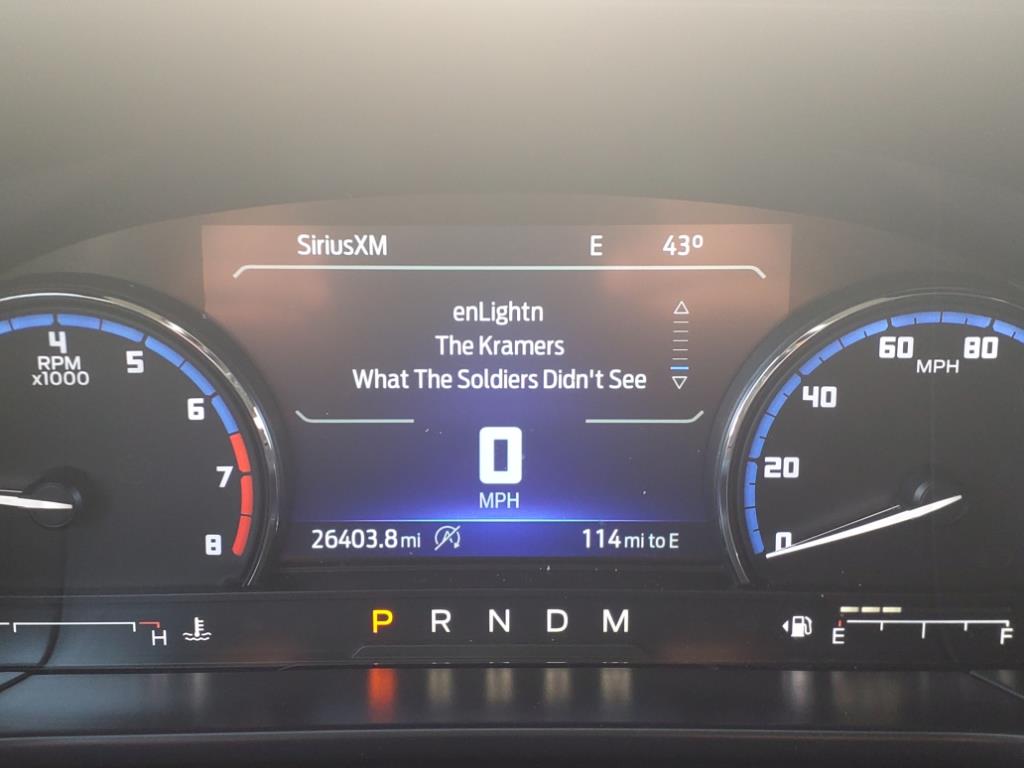 SiriusXM E 43º
enLightn
The Kramers
What The Soldiers Didn't See
0
MPH
26403.8 mi 114 mi to E
4
RPM
x1000
5
6
7
8
60 80
MPH
40
20
0
H
P R N D M
E F